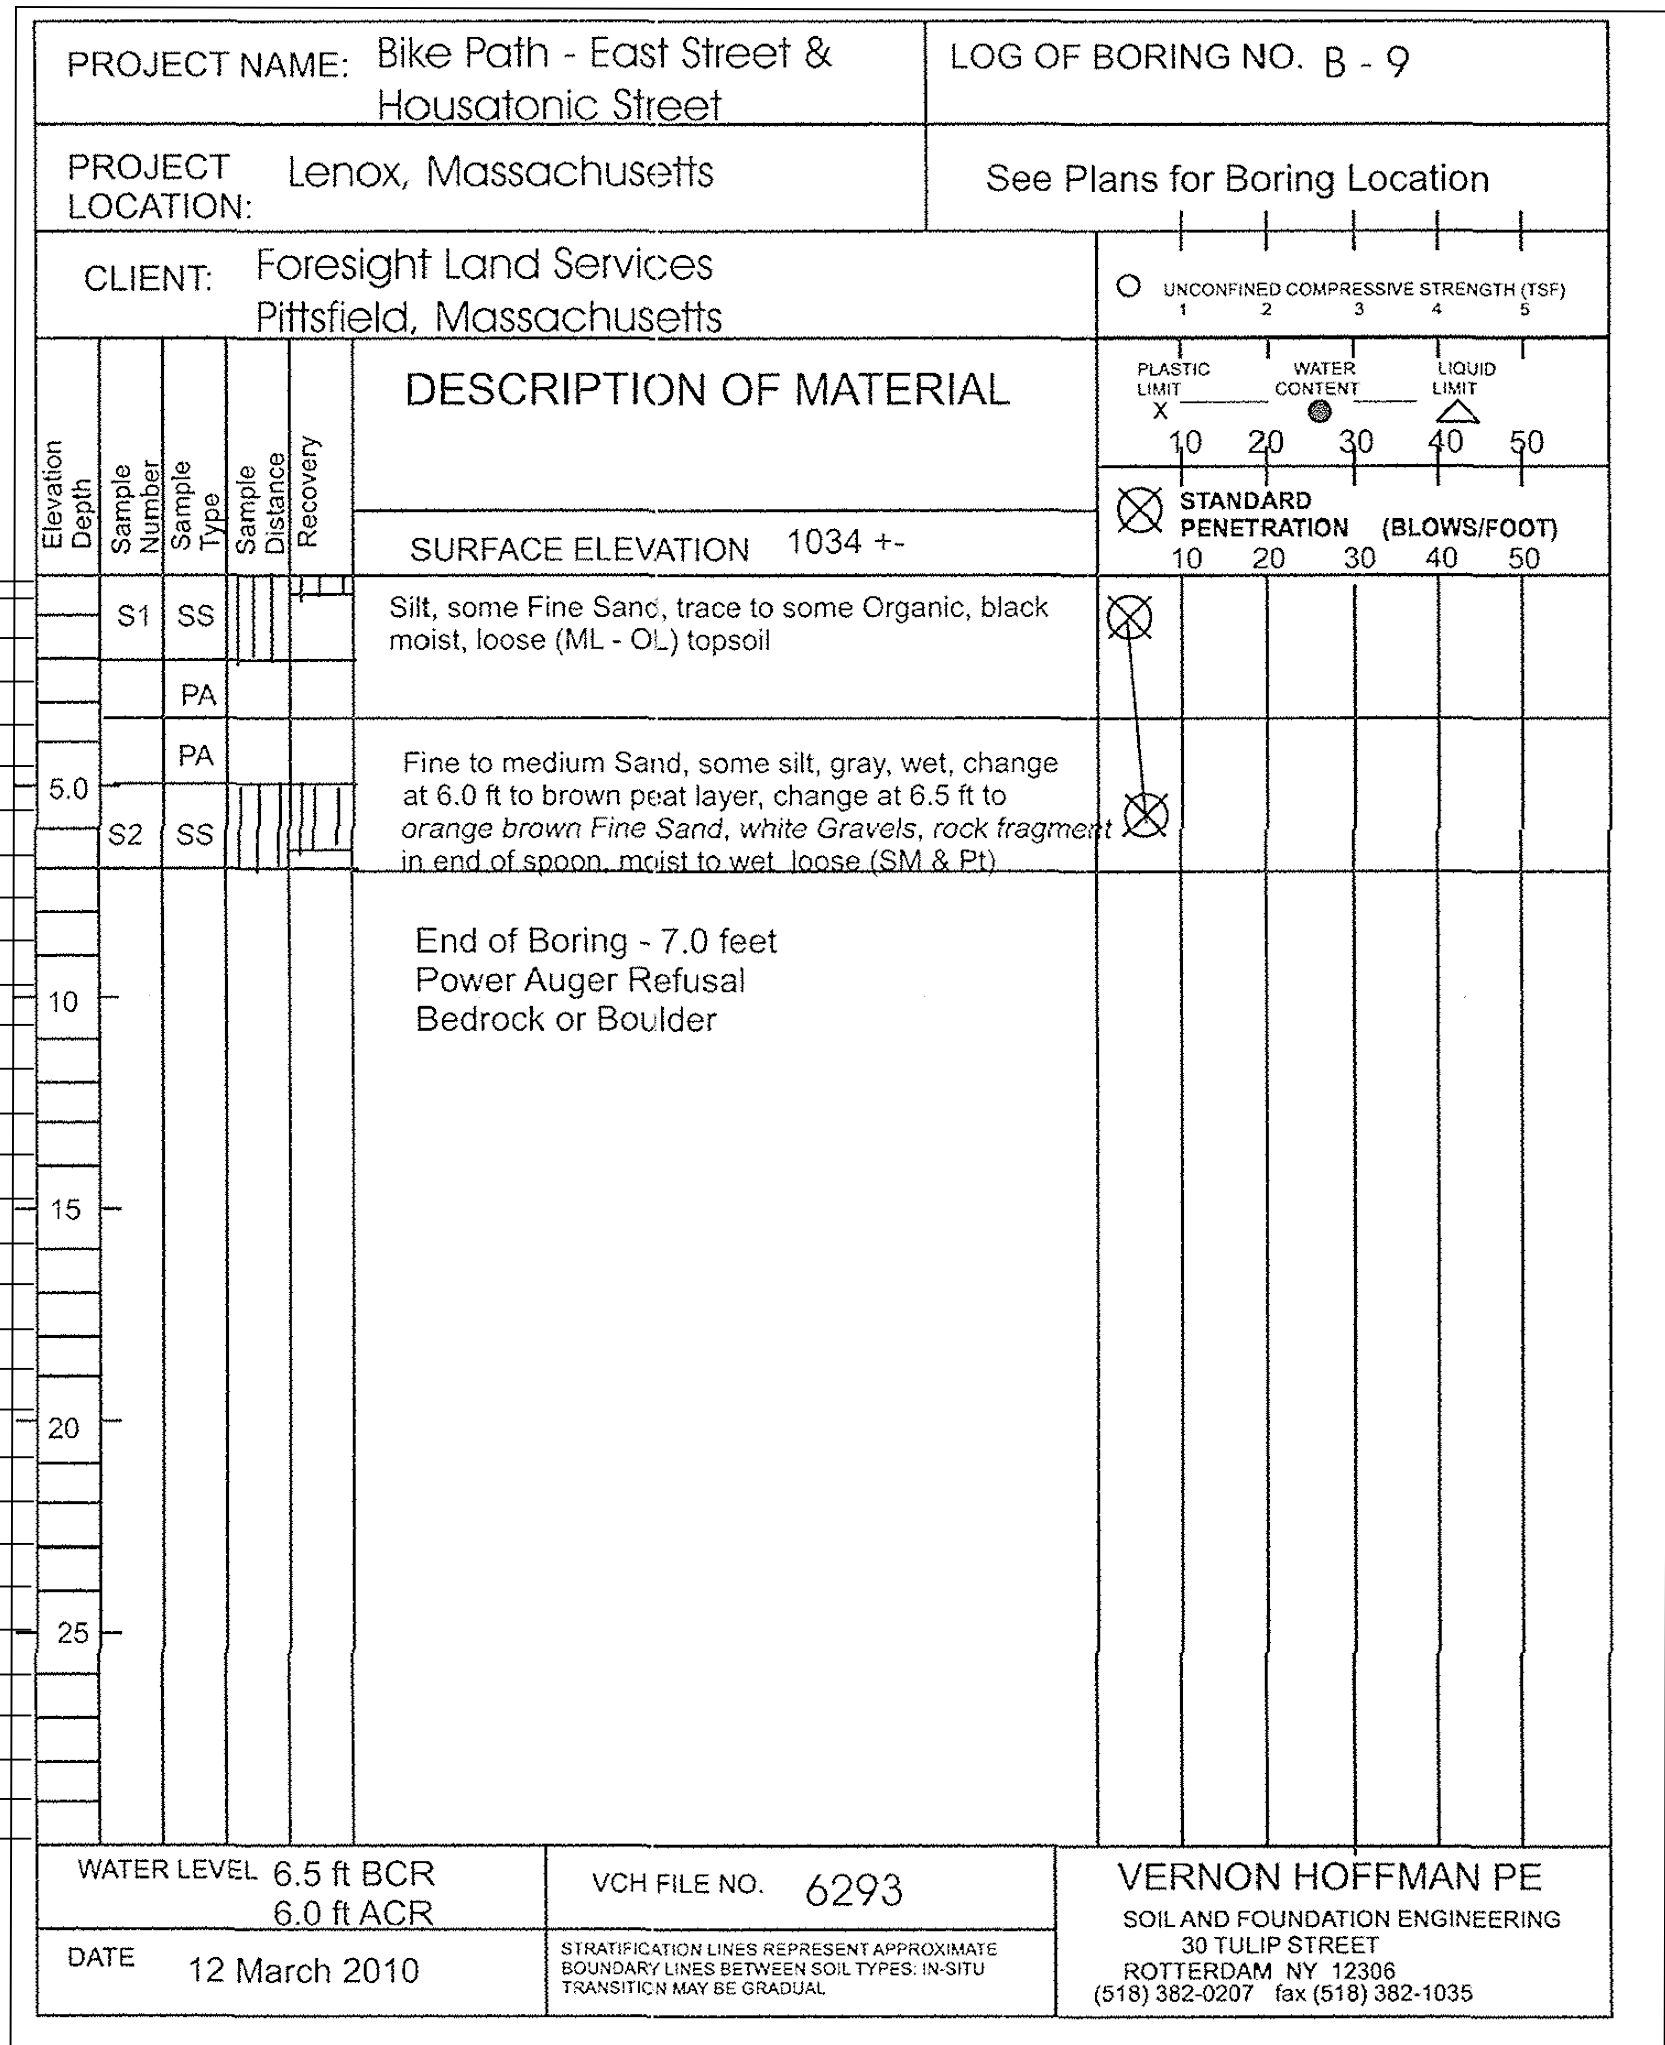 PROJECT NAME: Bike Path - East Street &
Housatonic Street
LOG OF BORING NO. B - 9
PROJECT
LOCATION:
Lenox, Massachusetts
See Plans for Boring Location
CLIENT: Foresight Land Services
Pittsfield, Massachusetts
UNCONFINED COMPRESSIVE STRENGTH (TSF)
1 2 3 4 5
Elevation
Depth
Sample
Number
Sample
Type
Sample
Distance
Recovery
DESCRIPTION OF MATERIAL
SURFACE ELEVATION 1034 +-
PLASTIC
LIMIT
X
WATER
CONTENT
LIQUID
LIMIT
10 20 30 40 50
STANDARD
PENETRATION (BLOWS/FOOT)
10 20 30 40 50
S1 SS
Silt, some Fine Sand, trace to some Organic, black
moist, loose (ML - OL) topsoil
PA
PA
5.0
S2 SS
Fine to medium Sand, some silt, gray, wet, change
at 6.0 ft to brown peat layer, change at 6.5 ft to
orange brown Fine Sand, white Gravels, rock fragment
in end of spoon, moist to wet, loose (SM & Pt)
End of Boring - 7.0 feet
Power Auger Refusal
Bedrock or Boulder
10
15
20
25
WATER LEVEL 6.5 ft BCR
6.0 ft ACR
DATE 12 March 2010
VCH FILE NO. 6293
STRATIFICATION LINES REPRESENT APPROXIMATE
BOUNDARY LINES BETWEEN SOIL TYPES: IN-SITU
TRANSITION MAY BE GRADUAL
VERNON HOFFMAN PE
SOIL AND FOUNDATION ENGINEERING
30 TULIP STREET
ROTTERDAM NY 12306
(518) 382-0207 fax (518) 382-1035